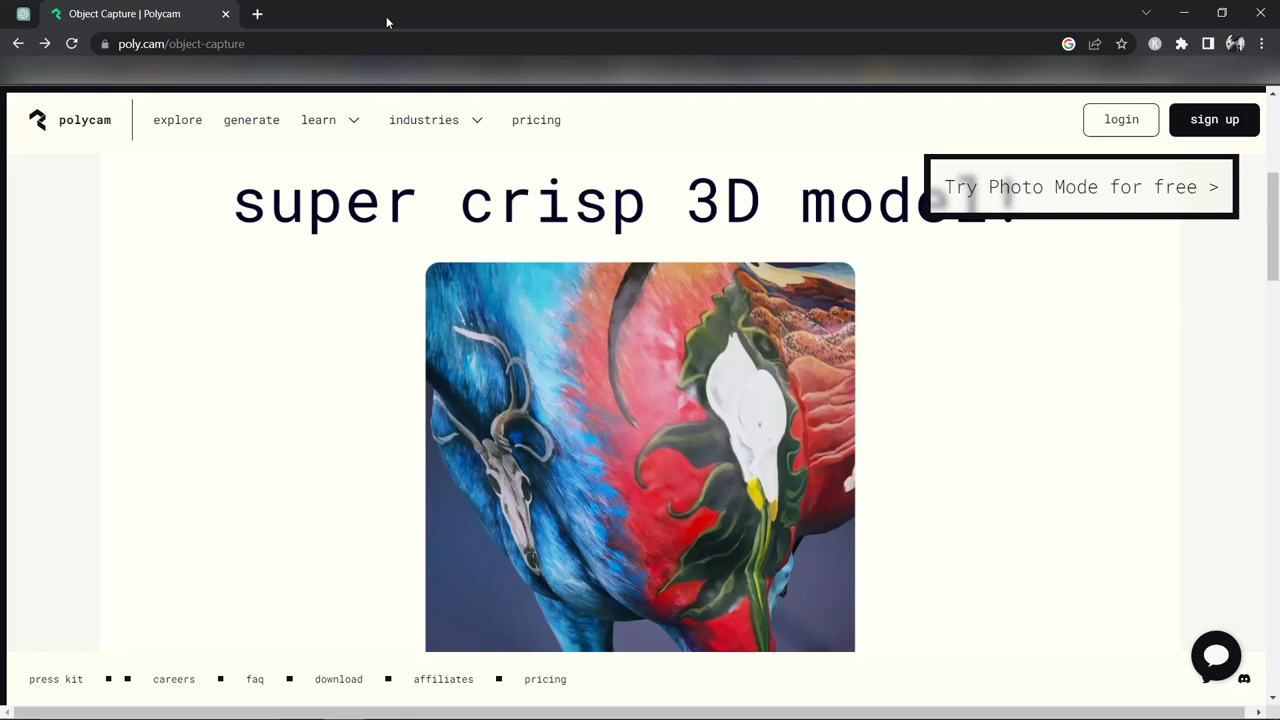 Object Capture | Polycam
poly.cam/object-capture
polycam
explore
generate
learn
industries
pricing
login
sign up
Try Photo Mode for free >
super crisp 3D model!
press kit
careers
faq
download
affiliates
pricing